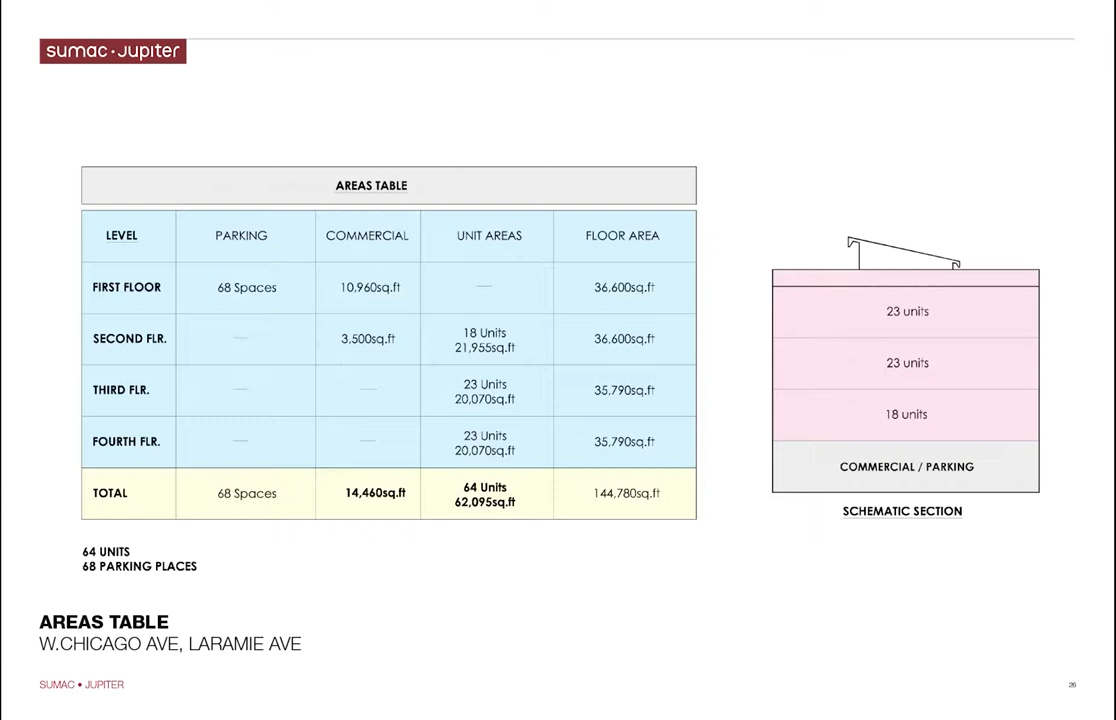 sumac • Jupiter
AREAS TABLE
LEVEL PARKING COMMERCIAL UNIT AREAS FLOOR AREA
FIRST FLOOR 68 Spaces 10,960sq.ft — 36,600sq.ft
SECOND FLR. — 3,500sq.ft 18 Units 21,955sq.ft 36,600sq.ft
THIRD FLR. — — 23 Units 20,070sq.ft 35,790sq.ft
FOURTH FLR. — — 23 Units 20,070sq.ft 35,790sq.ft
TOTAL 68 Spaces 14,460sq.ft 64 Units 62,095sq.ft 144,780sq.ft
64 UNITS
68 PARKING PLACES
23 units
23 units
18 units
COMMERCIAL / PARKING
SCHEMATIC SECTION
AREAS TABLE
W.CHICAGO AVE, LARAMIE AVE
SUMAC • JUPITER
26